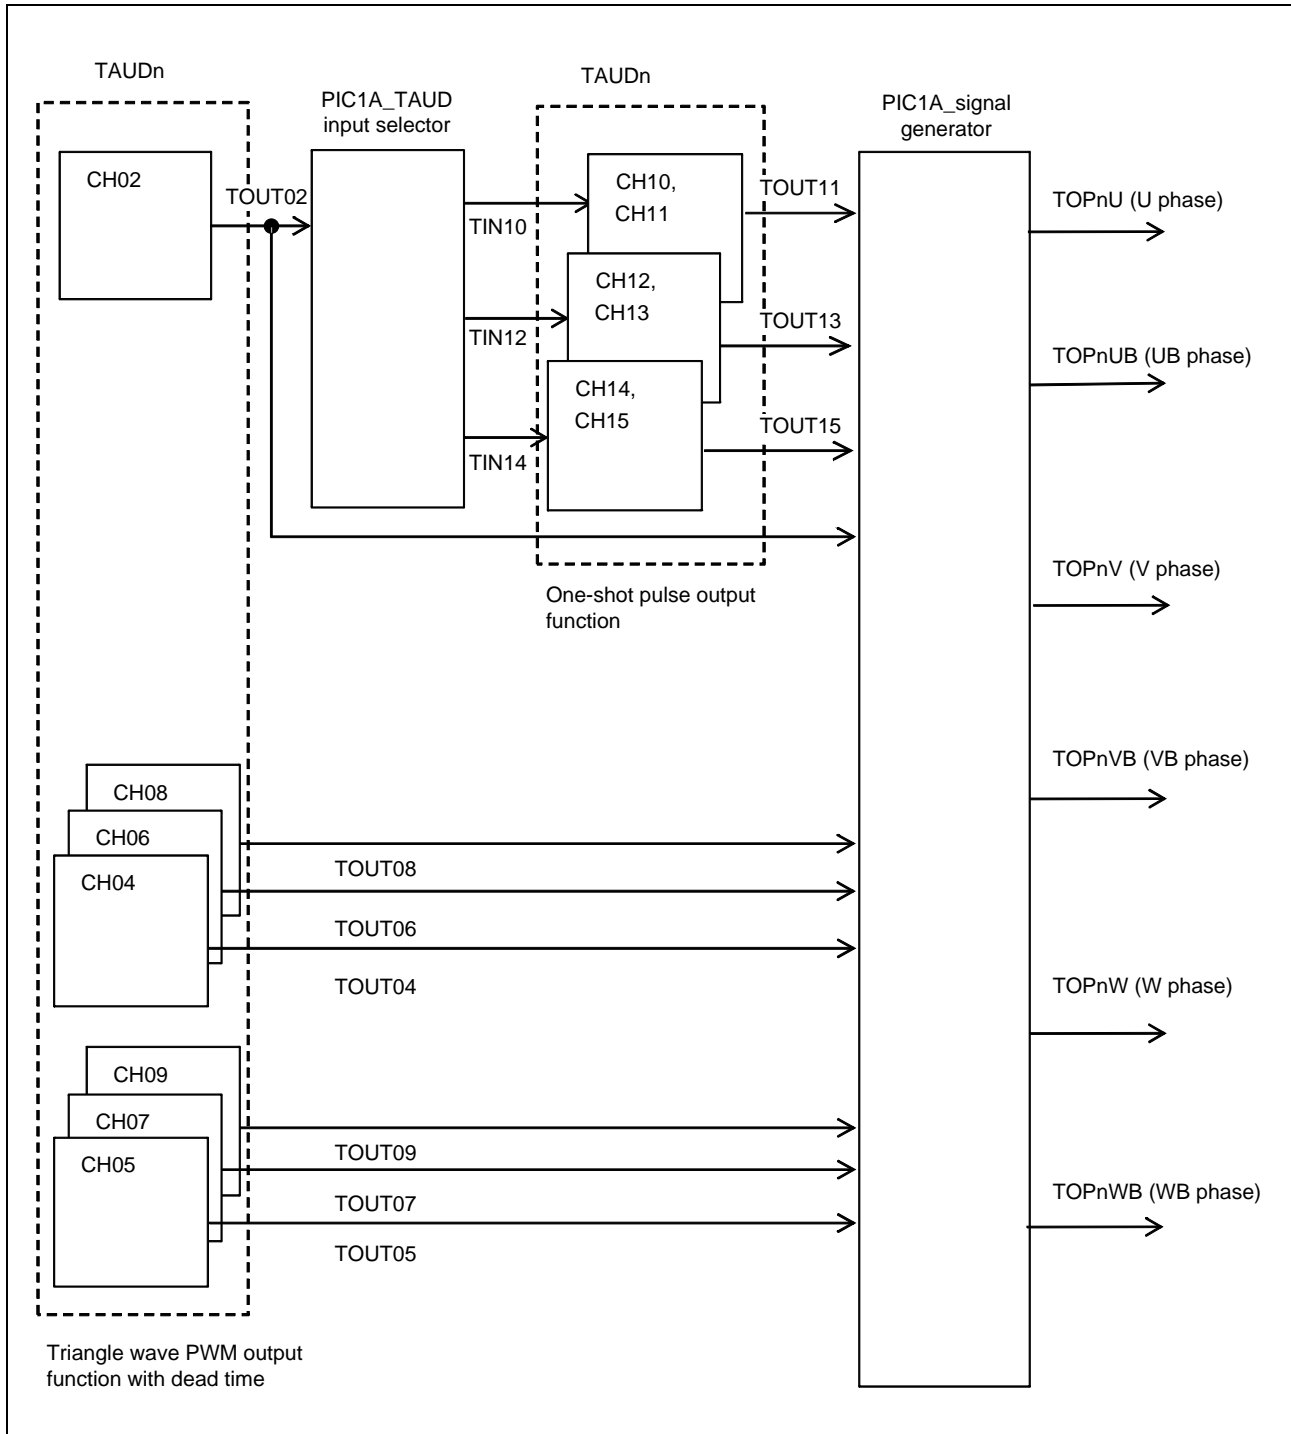 TAUDn
TAUDn
PIC1A_TAUD
input selector
PIC1A_signal
generator
CH02
TOUT02
TIN10
TIN12
TIN14
CH10,
CH11
CH12,
CH13
CH14,
CH15
TOUT11
TOUT13
TOUT15
One-shot pulse output
function
TOPnU (U phase)
TOPnUB (UB phase)
TOPnV (V phase)
TOPnVB (VB phase)
TOPnW (W phase)
TOPnWB (WB phase)
CH08
CH06
CH04
TOUT08
TOUT06
TOUT04
CH09
CH07
CH05
TOUT09
TOUT07
TOUT05
Triangle wave PWM output
function with dead time